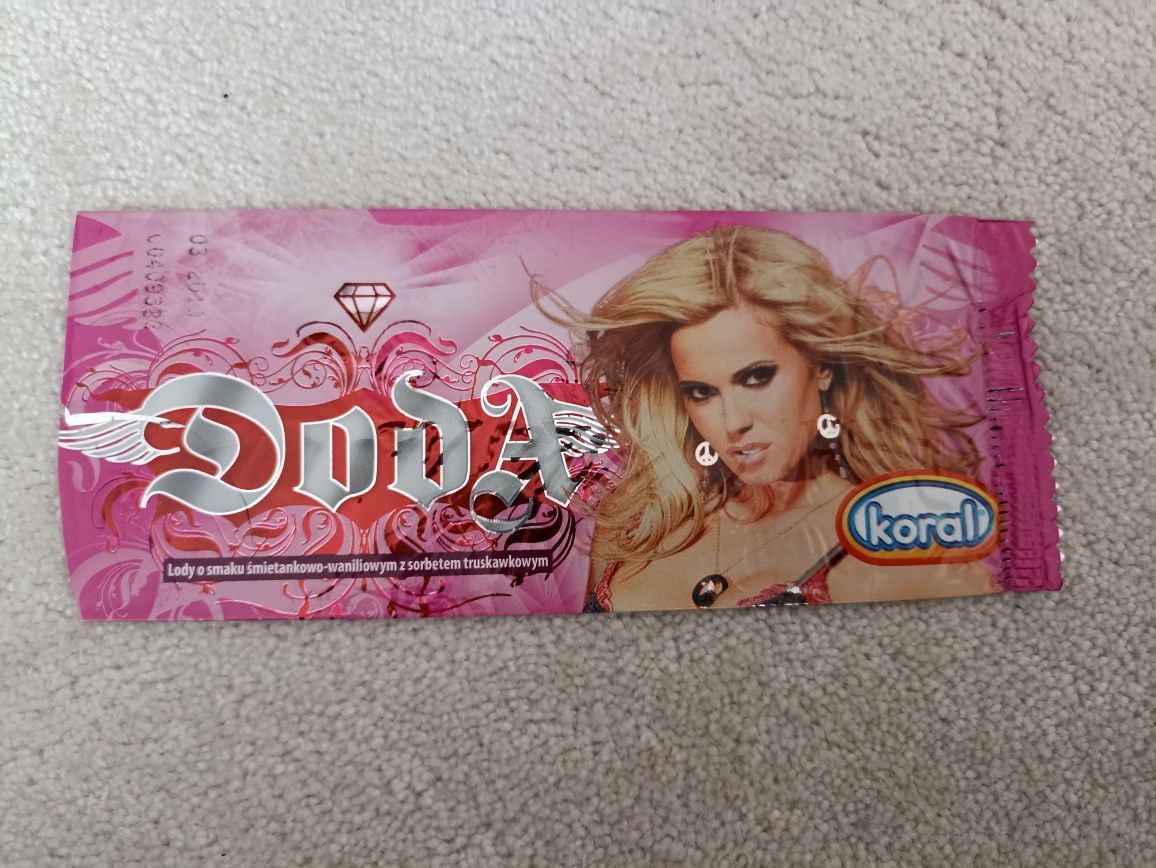 DodA
Lody o smaku śmietankowo-waniliowym z sorbetem truskawkowym
koral